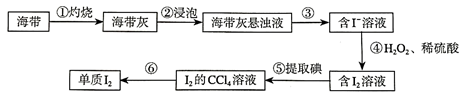 海带 ①灼烧 海带灰 ②浸泡 海带灰悬浊液 ③ 含I⁻溶液
④H₂O₂、稀硫酸
单质I₂ ⑥ I₂的CCl₄溶液 ⑤提取碘 含I₂溶液